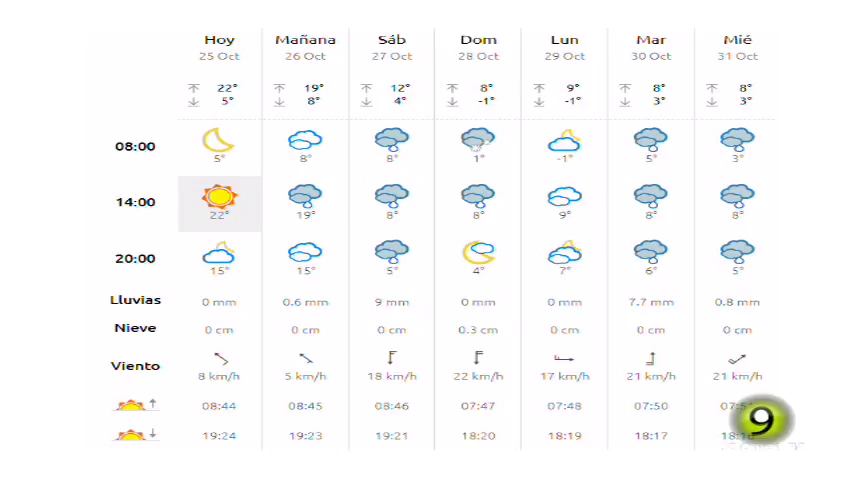 Hoy Mañana Sáb Dom Lun Mar Mié
25 Oct 26 Oct 27 Oct 28 Oct 29 Oct 30 Oct 31 Oct
22° 19° 12° 8° 9° 8° 8°
5° 8° 4° -1° -1° 3° 3°
08:00
5° 8° 8° 1° -1° 5° 3°
14:00
22° 19° 8° 8° 9° 8° 8°
20:00
15° 15° 5° 4° 7° 6° 5°
Lluvias 0 mm 0.6 mm 9 mm 0 mm 0 mm 7.7 mm 0.8 mm
Nieve 0 cm 0 cm 0 cm 0.3 cm 0 cm 0 cm 0 cm
Viento
8 km/h 5 km/h 18 km/h 22 km/h 17 km/h 21 km/h 21 km/h
08:44 08:45 08:46 07:47 07:48 07:50
19:24 19:23 19:21 18:20 18:19 18:17
9